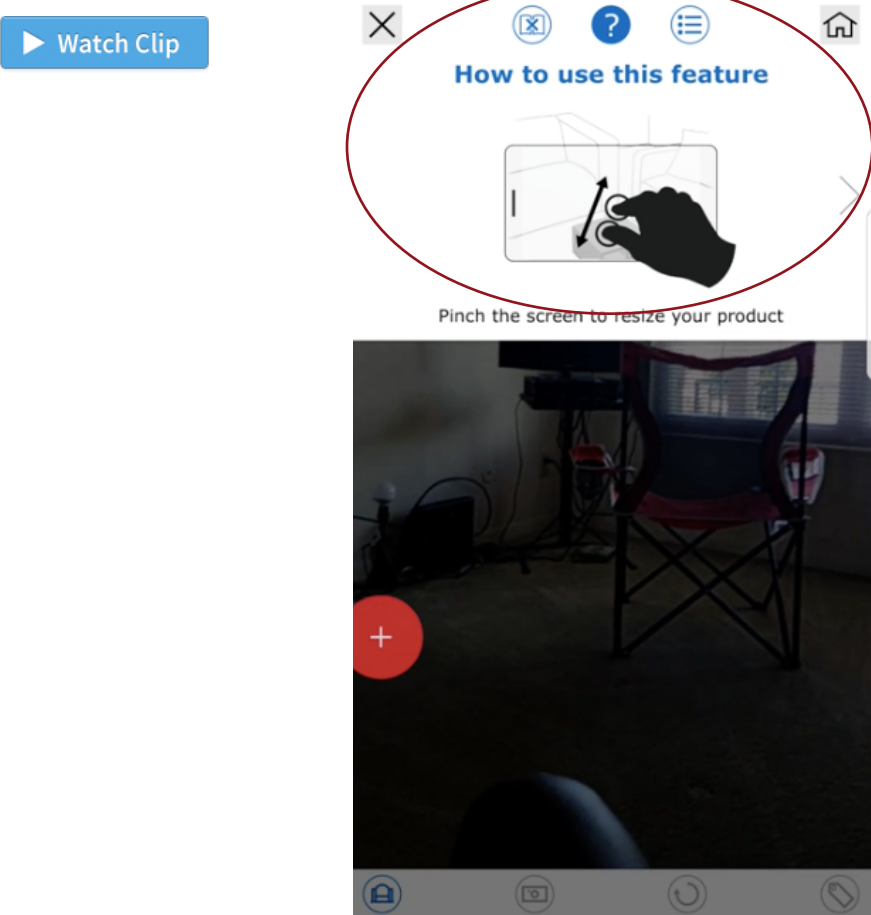 Watch Clip
How to use this feature
Pinch the screen to resize your product